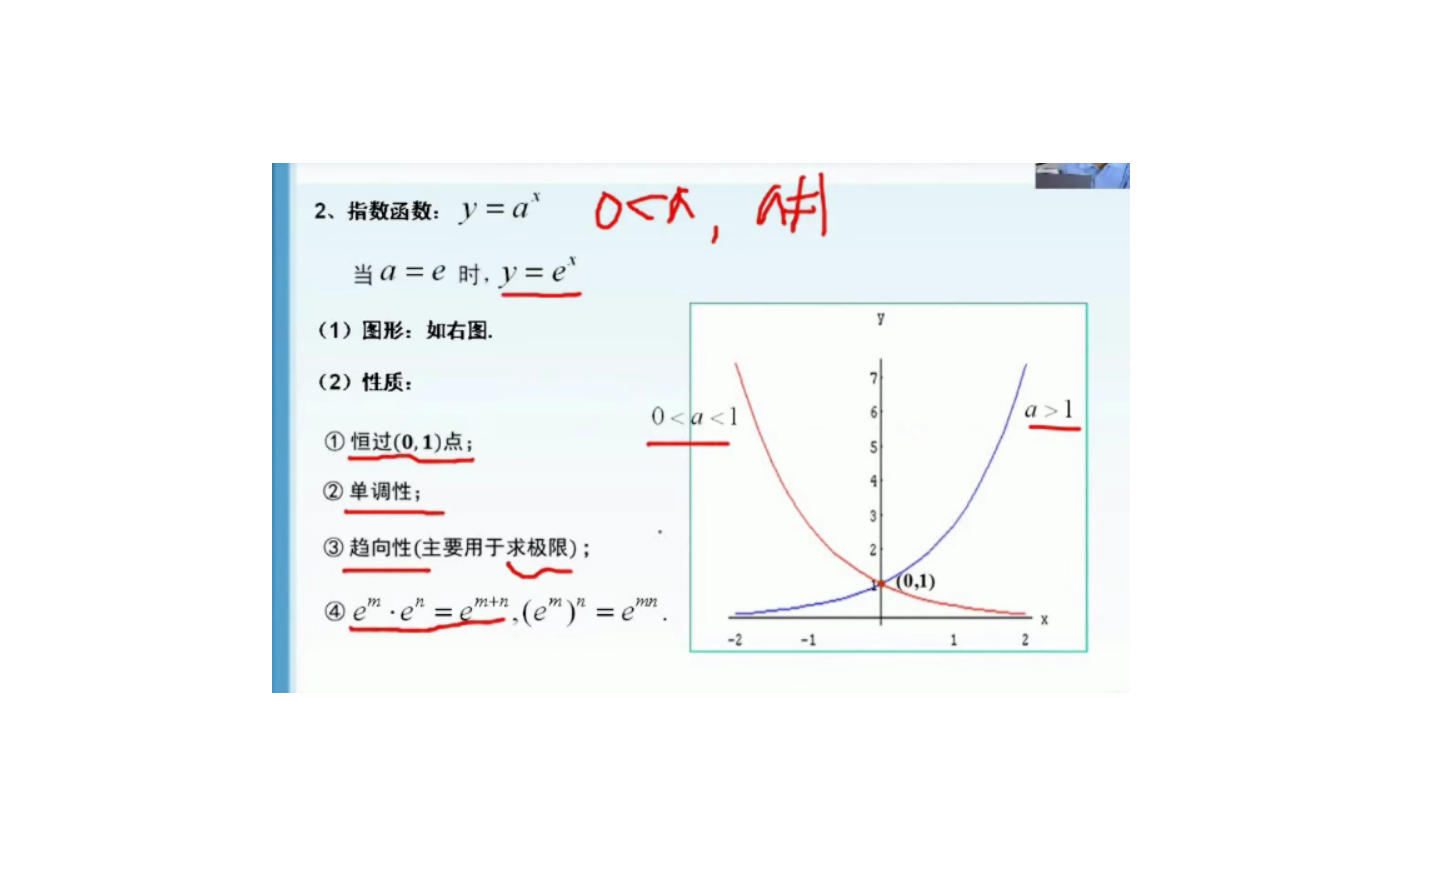 2、指数函数: y = a^x 0<a, a≠1
当 a = e 时, y = e^x
(1) 图形: 如右图.
(2) 性质:
① 恒过(0,1)点;
② 单调性;
③ 趋向性(主要用于求极限);
④ e^m · e^n = e^{m+n}, (e^m)^n = e^{mn}.
y
7
6
5
4
3
2
1
0 < a < 1
a > 1
(0,1)
x
-2 -1 1 2